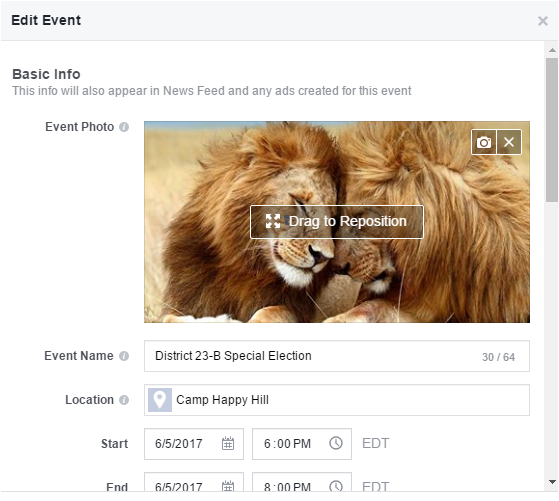 Edit Event
Basic Info
This info will also appear in News Feed and any ads created for this event
Event Photo
Drag to Reposition
Event Name District 23-B Special Election 30 / 64
Location Camp Happy Hill
Start 6/5/2017 6:00 PM EDT
End 6/5/2017 8:00 PM EDT